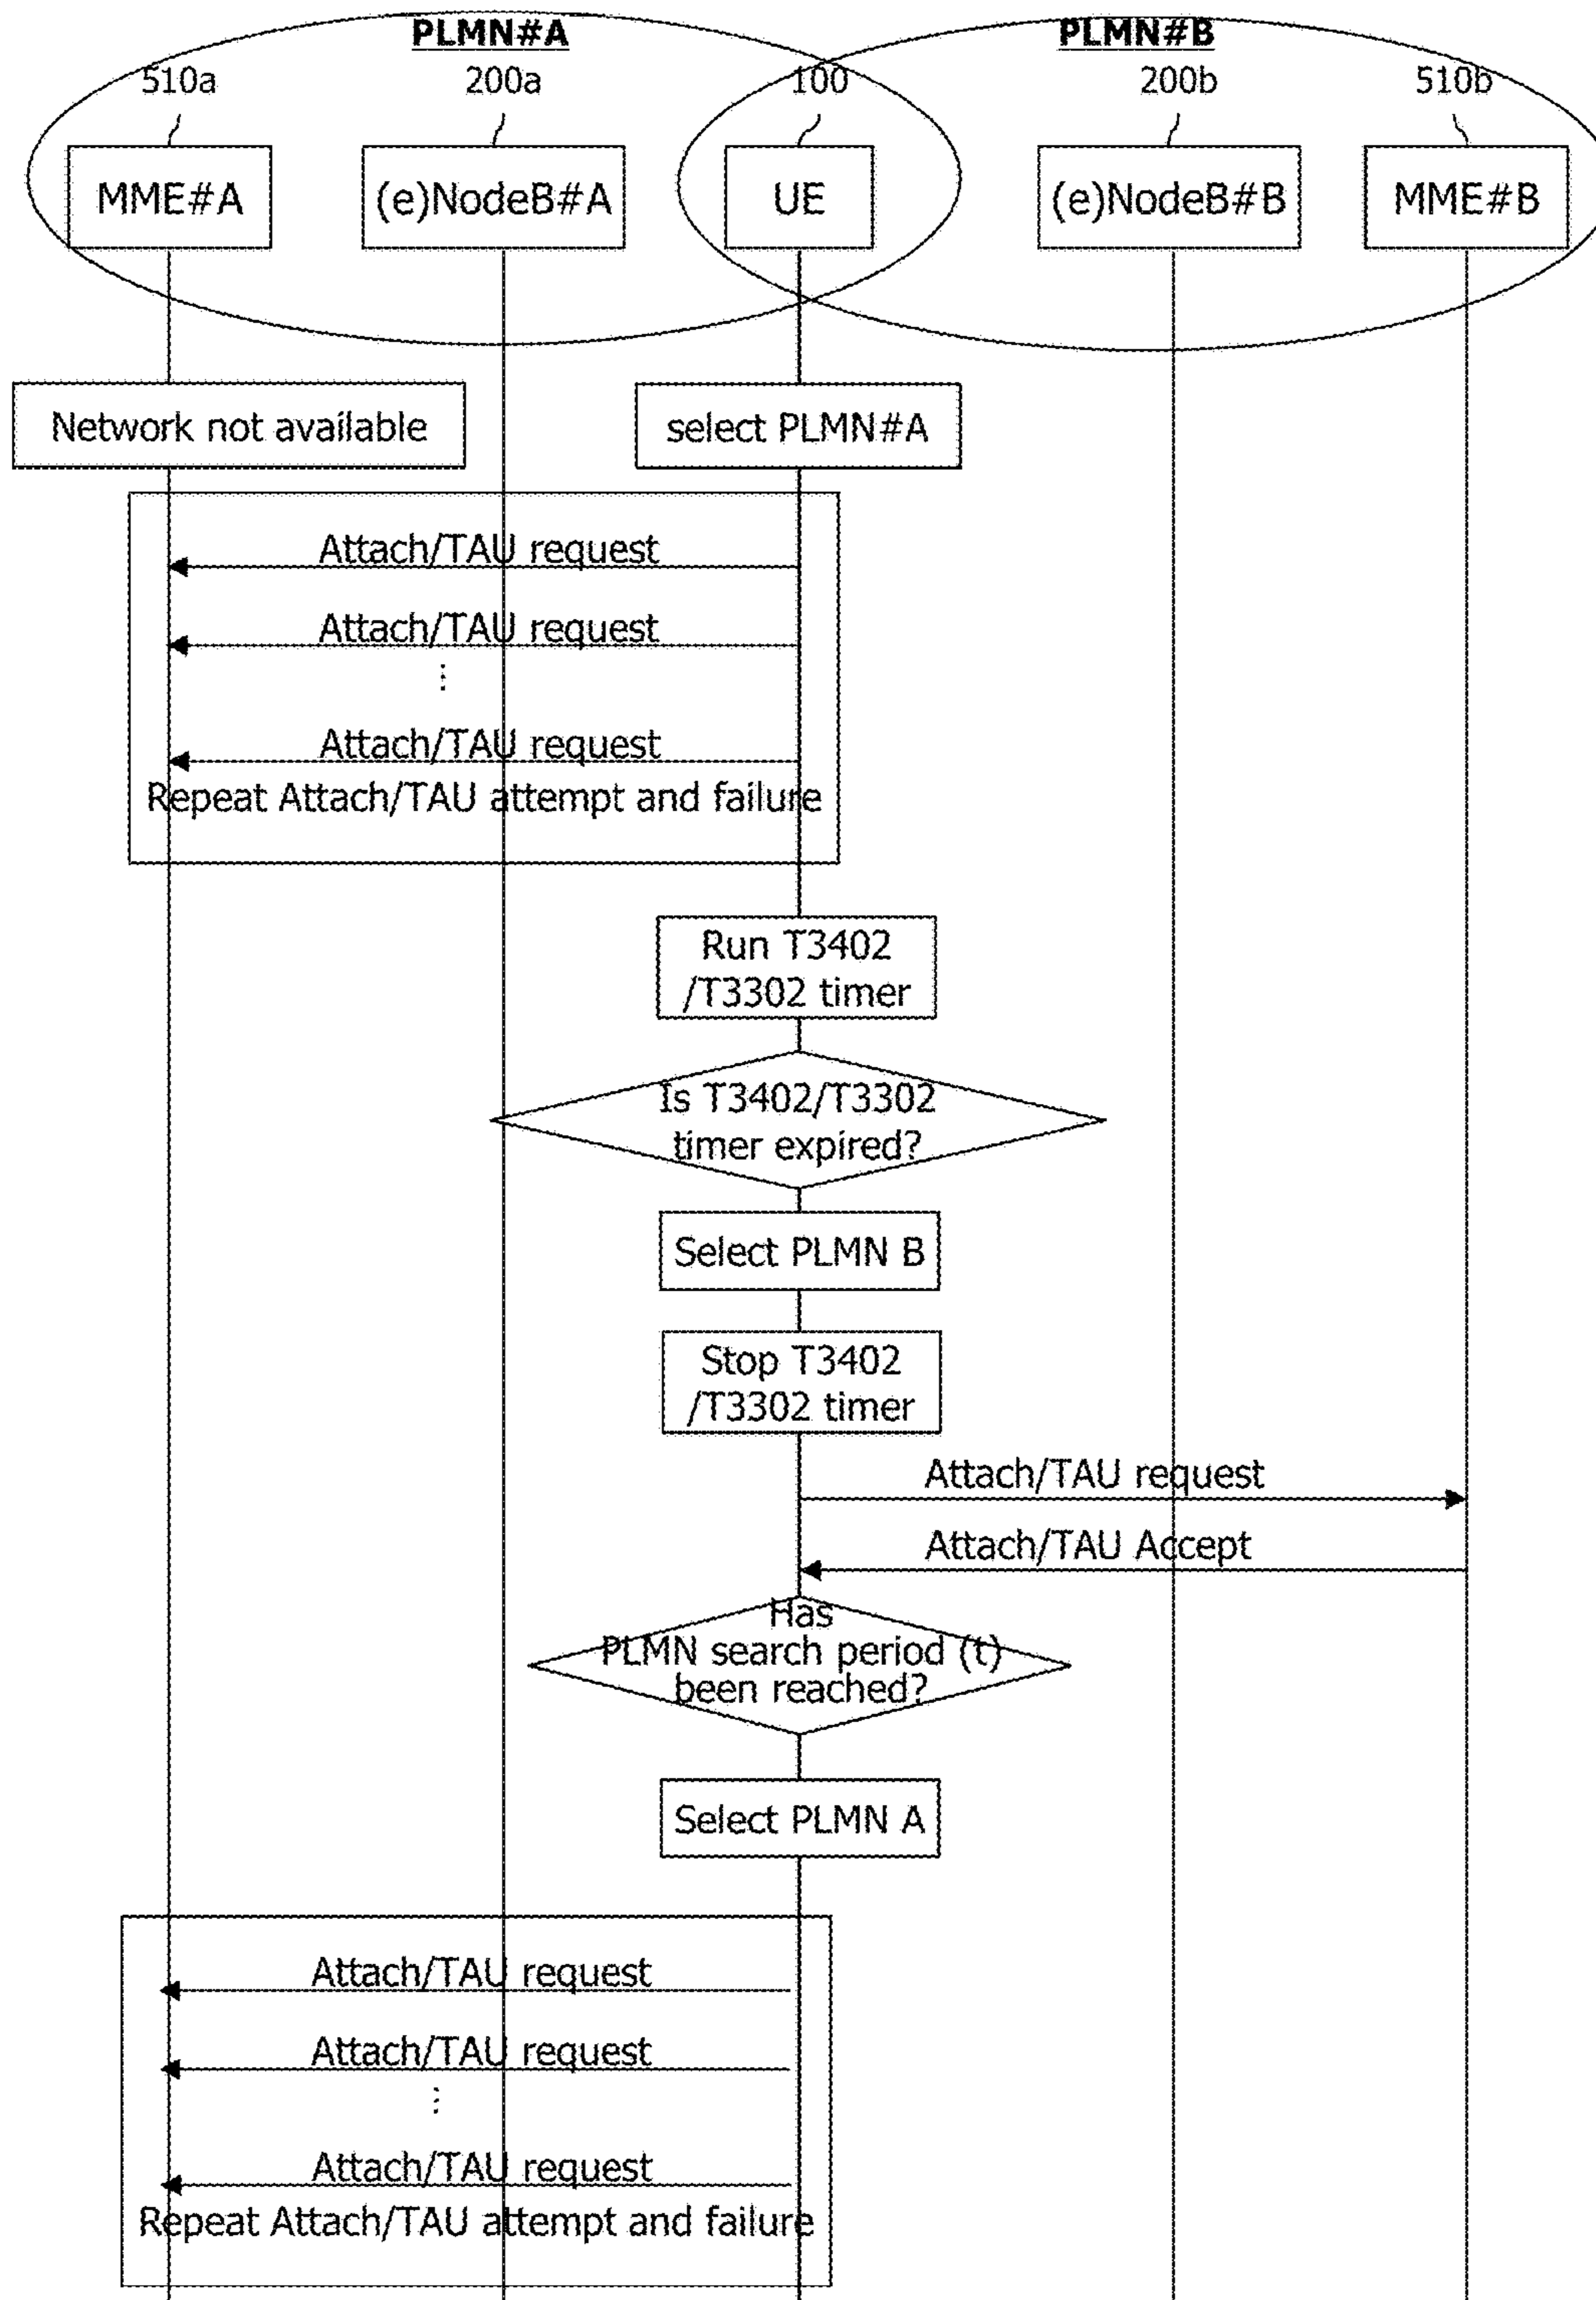 PLMN#A
PLMN#B
510a
200a
100
200b
510b
MME#A
(e)NodeB#A
UE
(e)NodeB#B
MME#B
Network not available
select PLMN#A
Attach/TAU request
Attach/TAU request
⋮
Attach/TAU request
Repeat Attach/TAU attempt and failure
Run T3402
/T3302 timer
Is T3402/T3302
timer expired?
Select PLMN B
Stop T3402
/T3302 timer
Attach/TAU request
Attach/TAU Accept
Has
PLMN search period (t)
been reached?
Select PLMN A
Attach/TAU request
Attach/TAU request
⋮
Attach/TAU request
Repeat Attach/TAU attempt and failure